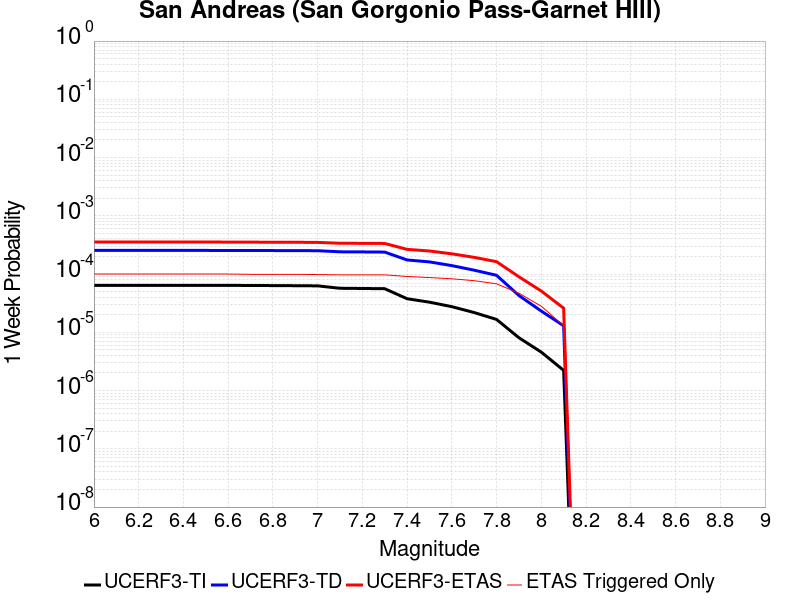 San Andreas (San Gorgonio Pass-Garnet HIll)
10^0
10^-1
10^-2
10^-3
10^-4
10^-5
10^-6
10^-7
10^-8
1 Week Probability
6 6.2 6.4 6.6 6.8 7 7.2 7.4 7.6 7.8 8 8.2 8.4 8.6 8.8 9
Magnitude
UCERF3-TI UCERF3-TD UCERF3-ETAS ETAS Triggered Only